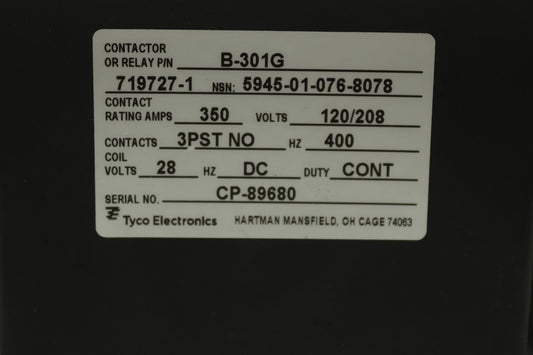 CONTACTOR
OR RELAY P/N B-301G
719727-1 NSN: 5945-01-076-8078
CONTACT
RATING AMPS 350 VOLTS 120/208
CONTACTS 3PST NO HZ 400
COIL
VOLTS 28 HZ DC DUTY CONT
SERIAL NO. CP-89680
Tyco Electronics HARTMAN MANSFIELD, OH CAGE 74063